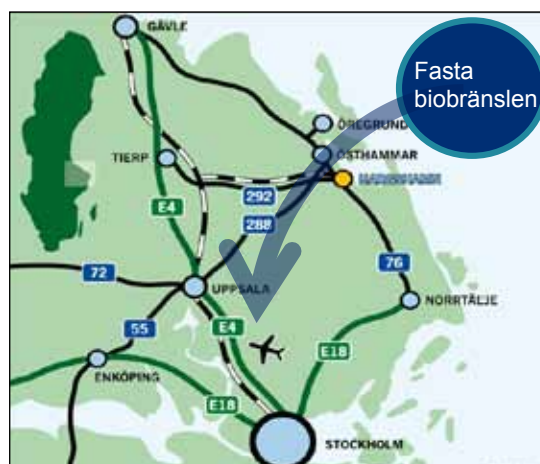 GÄVLE
Fasta
biobränslen
ÖREGRUND
ÖSTHAMMAR
TIERP
HARGSHAMN
292
E4
288
72
76
UPPSALA
NORRTÄLJE
55
E4
E18
ENKÖPING
E18
STOCKHOLM